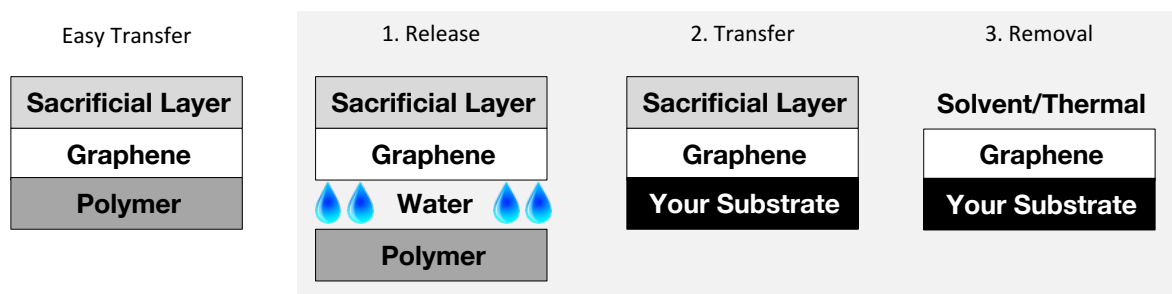 Easy Transfer
Sacrificial Layer
Graphene
Polymer
1. Release
Sacrificial Layer
Graphene
Water
Polymer
2. Transfer
Sacrificial Layer
Graphene
Your Substrate
3. Removal
Solvent/Thermal
Graphene
Your Substrate